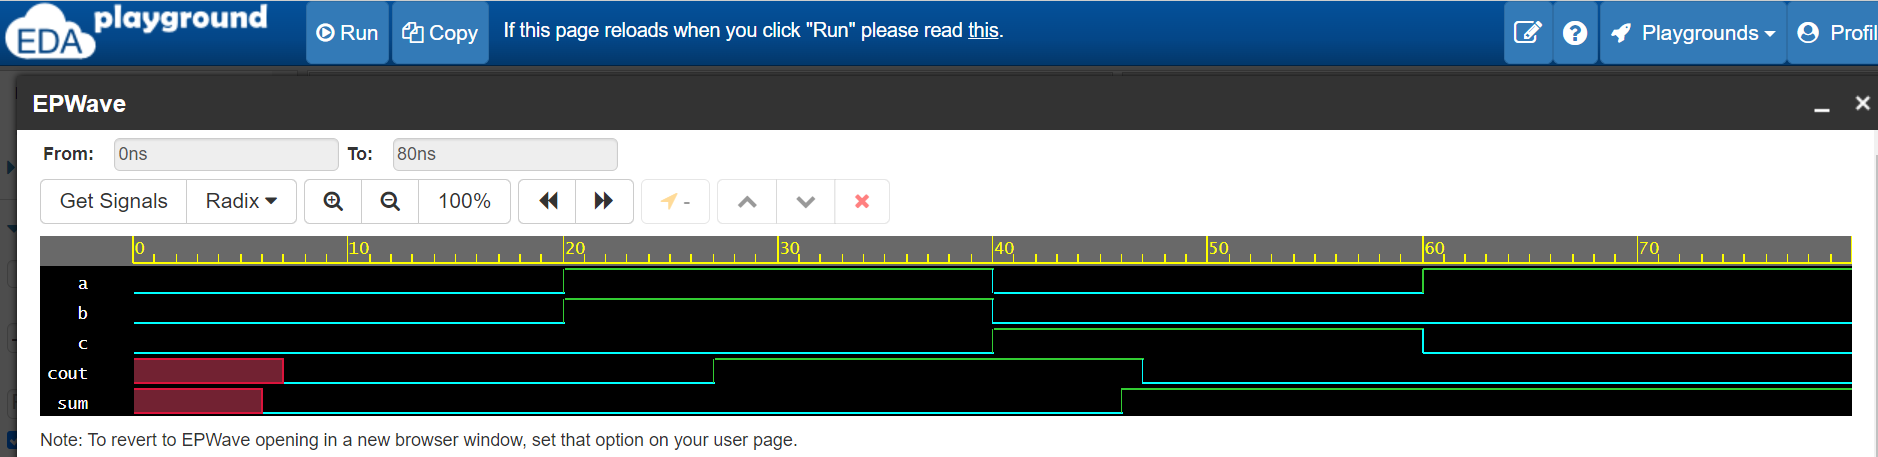 playground
EDA
Run
Copy
If this page reloads when you click "Run" please read this.
Playgrounds
Profil
EPWave
From: 0ns To: 80ns
Get Signals
Radix
100%
-
0 10 20 30 40 50 60 70
a
b
c
cout
sum
Note: To revert to EPWave opening in a new browser window, set that option on your user page.